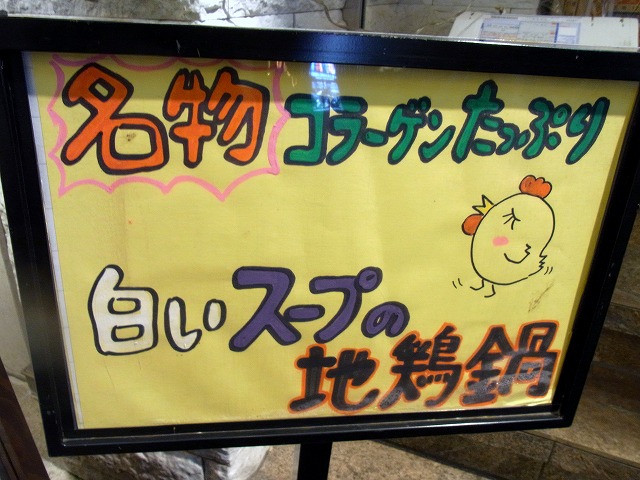 名物 コラーゲンたっぷり
白いスープの
地鶏鍋